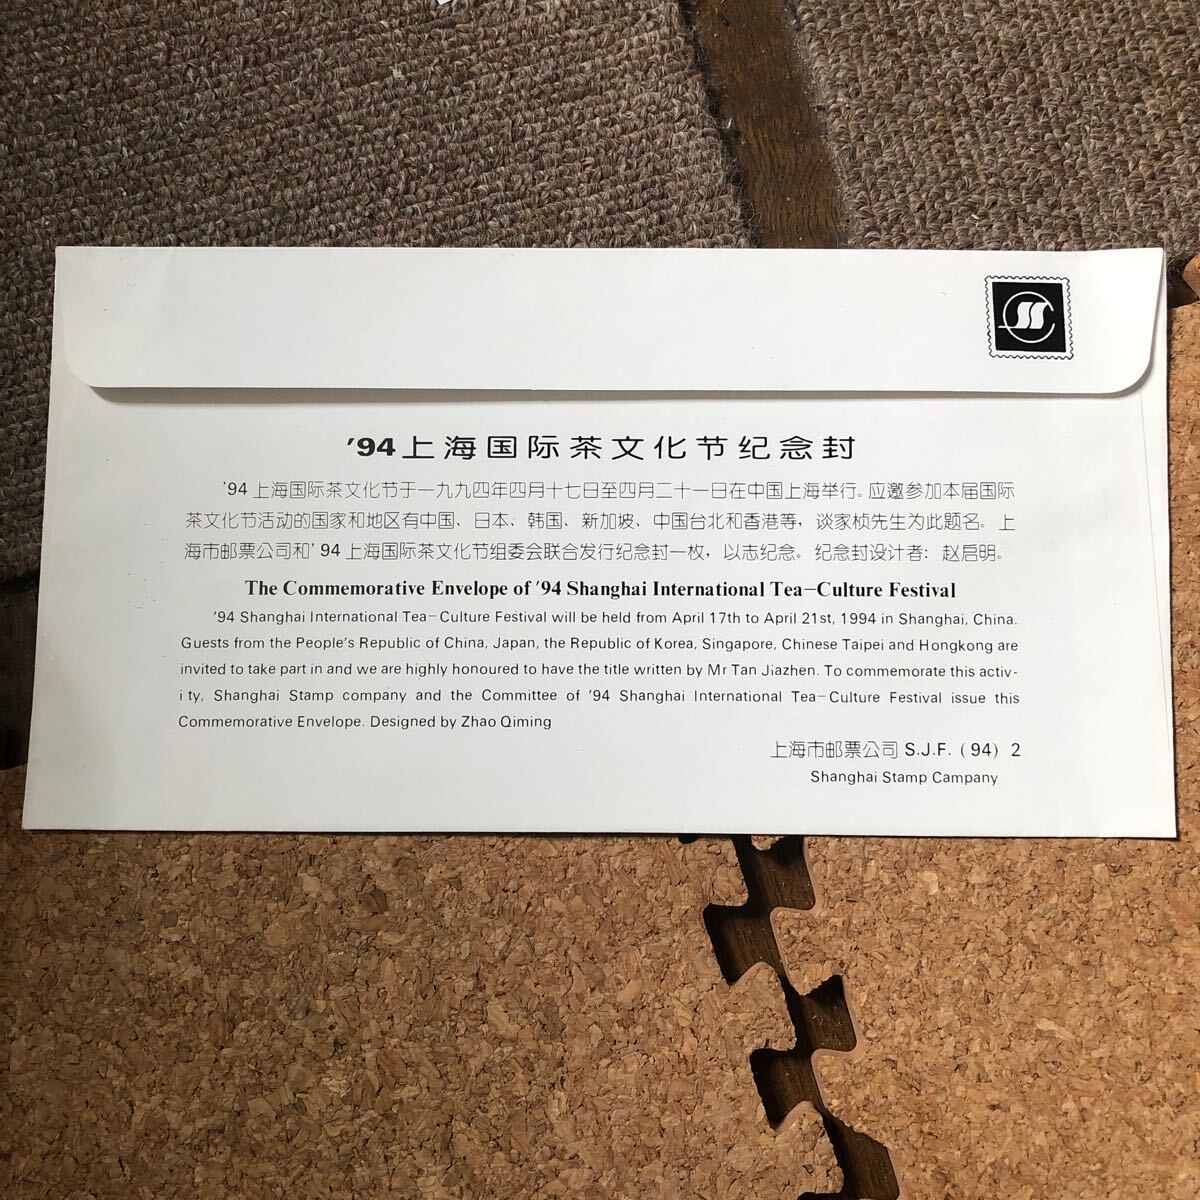 '94上海国际茶文化节纪念封
'94 上海国际茶文化节于一九九四年四月十七日至四月二十一日在中国上海举行。应邀参加本届国际
茶文化节活动的国家和地区有中国、日本、韩国、新加坡、中国台北和香港等，谈家桢先生为此题名。上
海市邮票公司和'94 上海国际茶文化节组委会联合发行纪念封一枚，以志纪念。纪念封设计者：赵启明。
The Commemorative Envelope of '94 Shanghai International Tea-Culture Festival
'94 Shanghai International Tea-Culture Festival will be held from April 17th to April 21st, 1994 in Shanghai, China.
Guests from the People's Republic of China, Japan, the Republic of Korea, Singapore, Chinese Taipei and Hongkong are
invited to take part in and we are highly honoured to have the title written by Mr Tan Jiazhen. To commemorate this activ-
ity, Shanghai Stamp company and the Committee of '94 Shanghai International Tea-Culture Festival issue this
Commemorative Envelope. Designed by Zhao Qiming
上海市邮票公司 S.J.F. (94) 2
Shanghai Stamp Campany